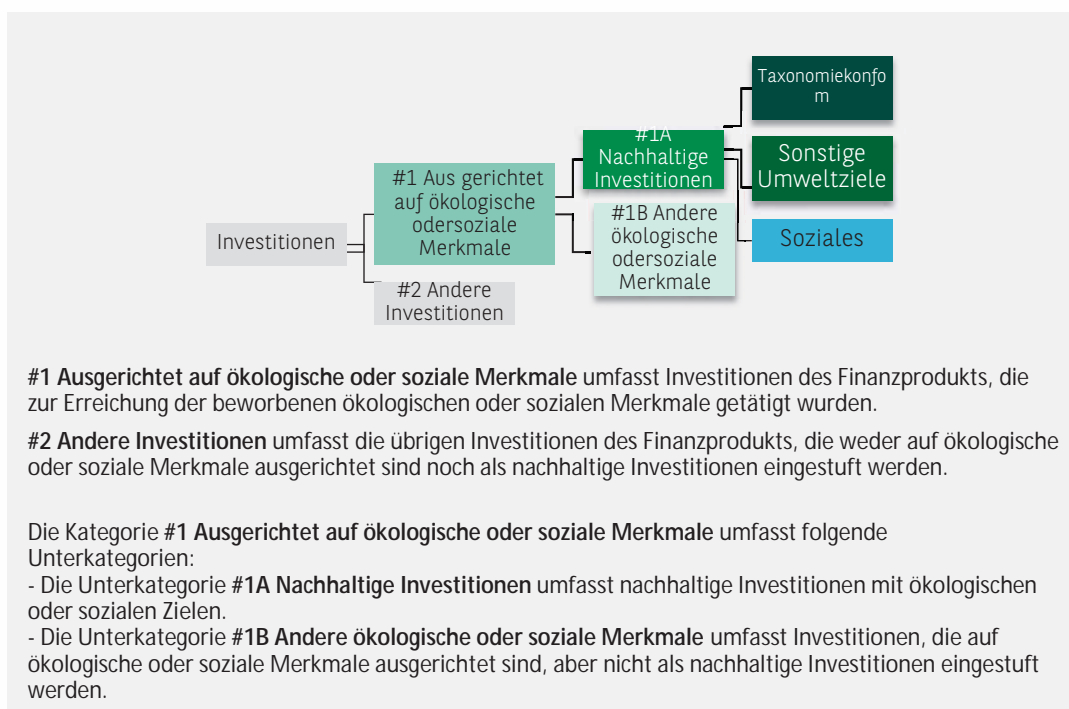 Taxonomiekonfo
m
#1A
Nachhaltige
Investitionen
Sonstige
Umweltziele
#1 Aus gerichtet
auf ökologische
odersoziale
Merkmale
#1B Andere
ökologische
odersoziale
Merkmale
Soziales
Investitionen
#2 Andere
Investitionen
#1 Ausgerichtet auf ökologische oder soziale Merkmale umfasst Investitionen des Finanzprodukts, die
zur Erreichung der beworbenen ökologischen oder sozialen Merkmale getätigt wurden.
#2 Andere Investitionen umfasst die übrigen Investitionen des Finanzprodukts, die weder auf ökologische
oder soziale Merkmale ausgerichtet sind noch als nachhaltige Investitionen eingestuft werden.
Die Kategorie #1 Ausgerichtet auf ökologische oder soziale Merkmale umfasst folgende
Unterkategorien:
- Die Unterkategorie #1A Nachhaltige Investitionen umfasst nachhaltige Investitionen mit ökologischen
oder sozialen Zielen.
- Die Unterkategorie #1B Andere ökologische oder soziale Merkmale umfasst Investitionen, die auf
ökologische oder soziale Merkmale ausgerichtet sind, aber nicht als nachhaltige Investitionen eingestuft
werden.